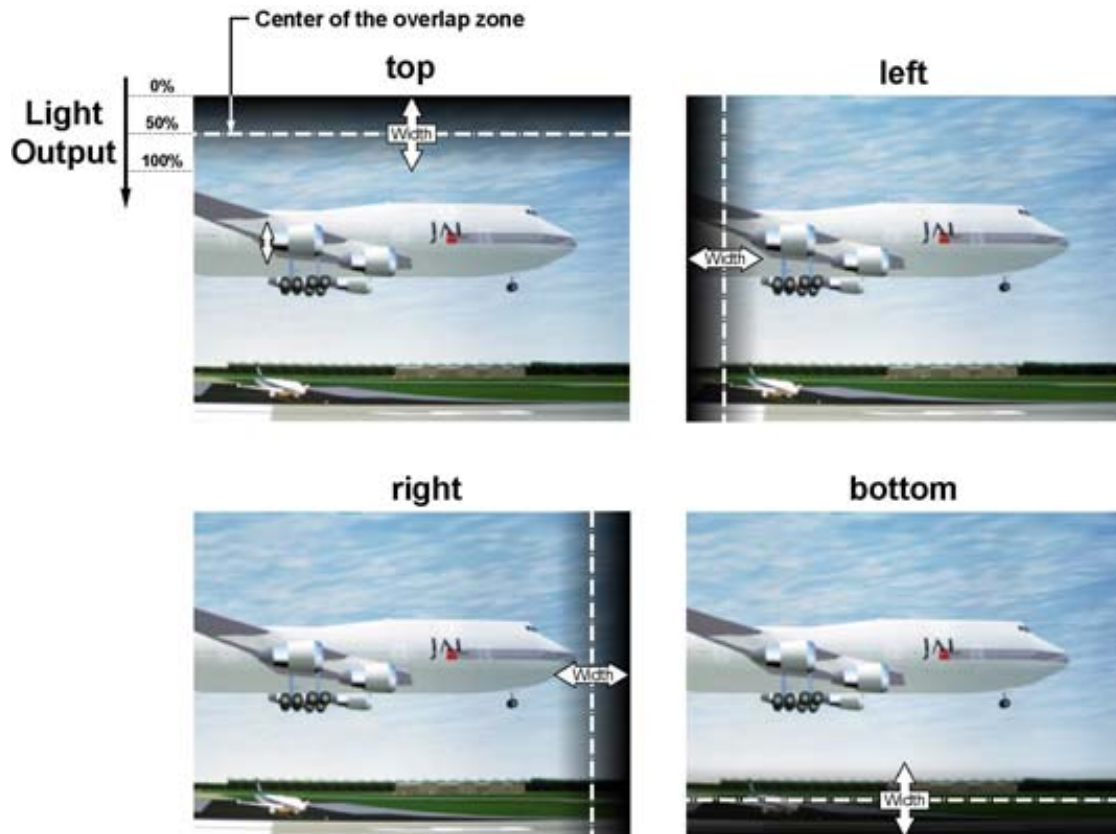 Center of the overlap zone
top
left
0%
Light
Output
50%
100%
Width
JAL
Width
JAL
right
bottom
JAL
Width
JAL
Width